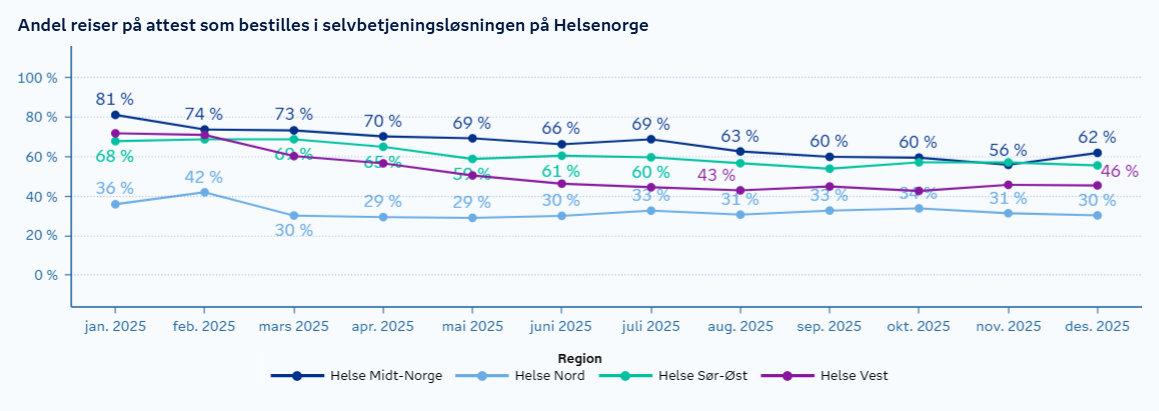 Andel reiser på attest som bestilles i selvbetjeningsløsningen på Helsenorge
100 %
80 %
60 %
40 %
20 %
0 %
81 % 74 % 73 % 70 % 69 % 66 % 69 % 63 % 60 % 60 % 56 % 62 %
68 % 69 % 65 % 59 % 61 % 60 %
43 % 46 %
36 % 42 % 30 % 29 % 29 % 30 % 33 % 31 % 33 % 34 % 31 % 30 %
jan. 2025 feb. 2025 mars 2025 apr. 2025 mai 2025 juni 2025 juli 2025 aug. 2025 sep. 2025 okt. 2025 nov. 2025 des. 2025
Region
Helse Midt-Norge Helse Nord Helse Sør-Øst Helse Vest